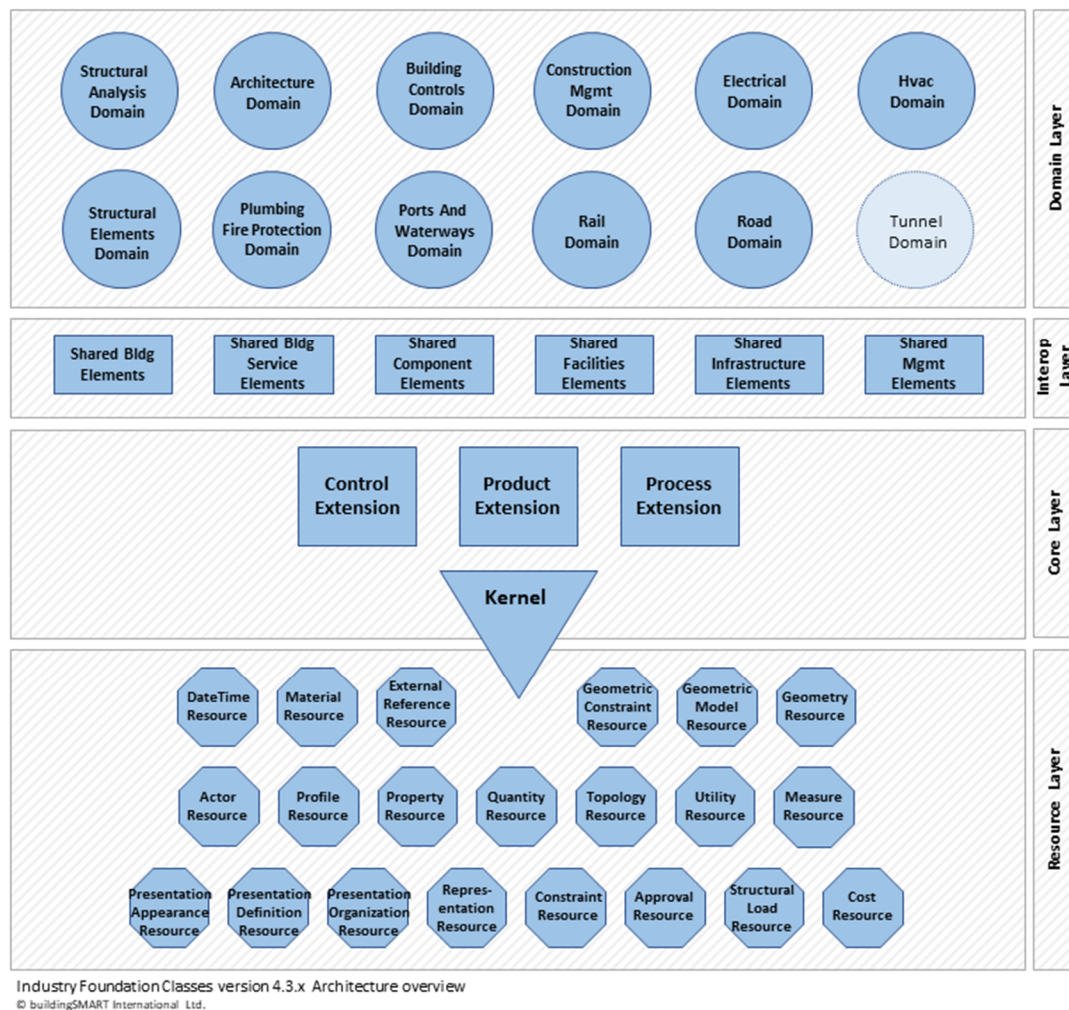 Structural
Analysis
Domain
Architecture
Domain
Building
Controls
Domain
Construction
Mgmt
Domain
Electrical
Domain
Hvac
Domain
Structural
Elements
Domain
Plumbing
Fire Protection
Domain
Ports And
Waterways
Domain
Rail
Domain
Road
Domain
Tunnel
Domain
Domain Layer
Shared Bldg
Elements
Shared Bldg
Service
Elements
Shared
Component
Elements
Shared
Facilities
Elements
Shared
Infrastructure
Elements
Shared
Mgmt
Elements
Interop
Layer
Control
Extension
Product
Extension
Process
Extension
Kernel
Core Layer
DateTime
Resource
Material
Resource
External
Reference
Resource
Geometric
Constraint
Resource
Geometric
Model
Resource
Geometry
Resource
Actor
Resource
Profile
Resource
Property
Resource
Quantity
Resource
Topology
Resource
Utility
Resource
Measure
Resource
Presentation
Appearance
Resource
Presentation
Definition
Resource
Presentation
Organization
Resource
Repres-
entation
Resource
Constraint
Resource
Approval
Resource
Structural
Load
Resource
Cost
Resource
Resource Layer
Industry Foundation Classes version 4.3.x Architecture overview
© buildingSMART International Ltd.